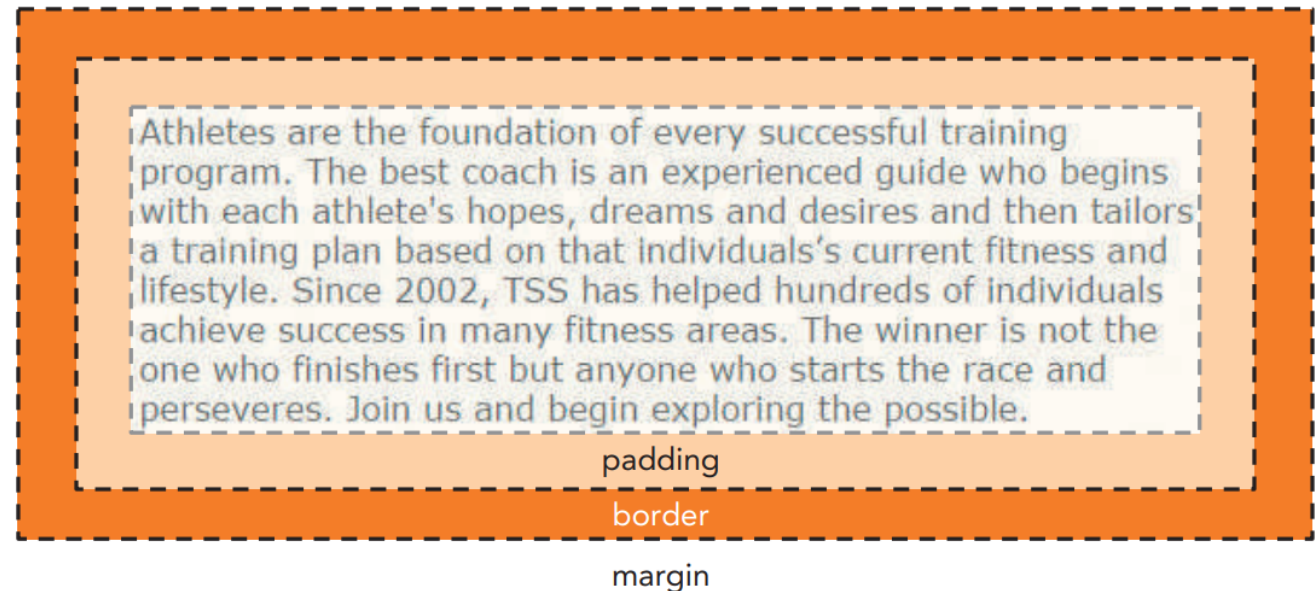 Athletes are the foundation of every successful training
program. The best coach is an experienced guide who begins
with each athlete's hopes, dreams and desires and then tailors
a training plan based on that individuals’s current fitness and
lifestyle. Since 2002, TSS has helped hundreds of individuals
achieve success in many fitness areas. The winner is not the
one who finishes first but anyone who starts the race and
perseveres. Join us and begin exploring the possible.
padding
border
margin